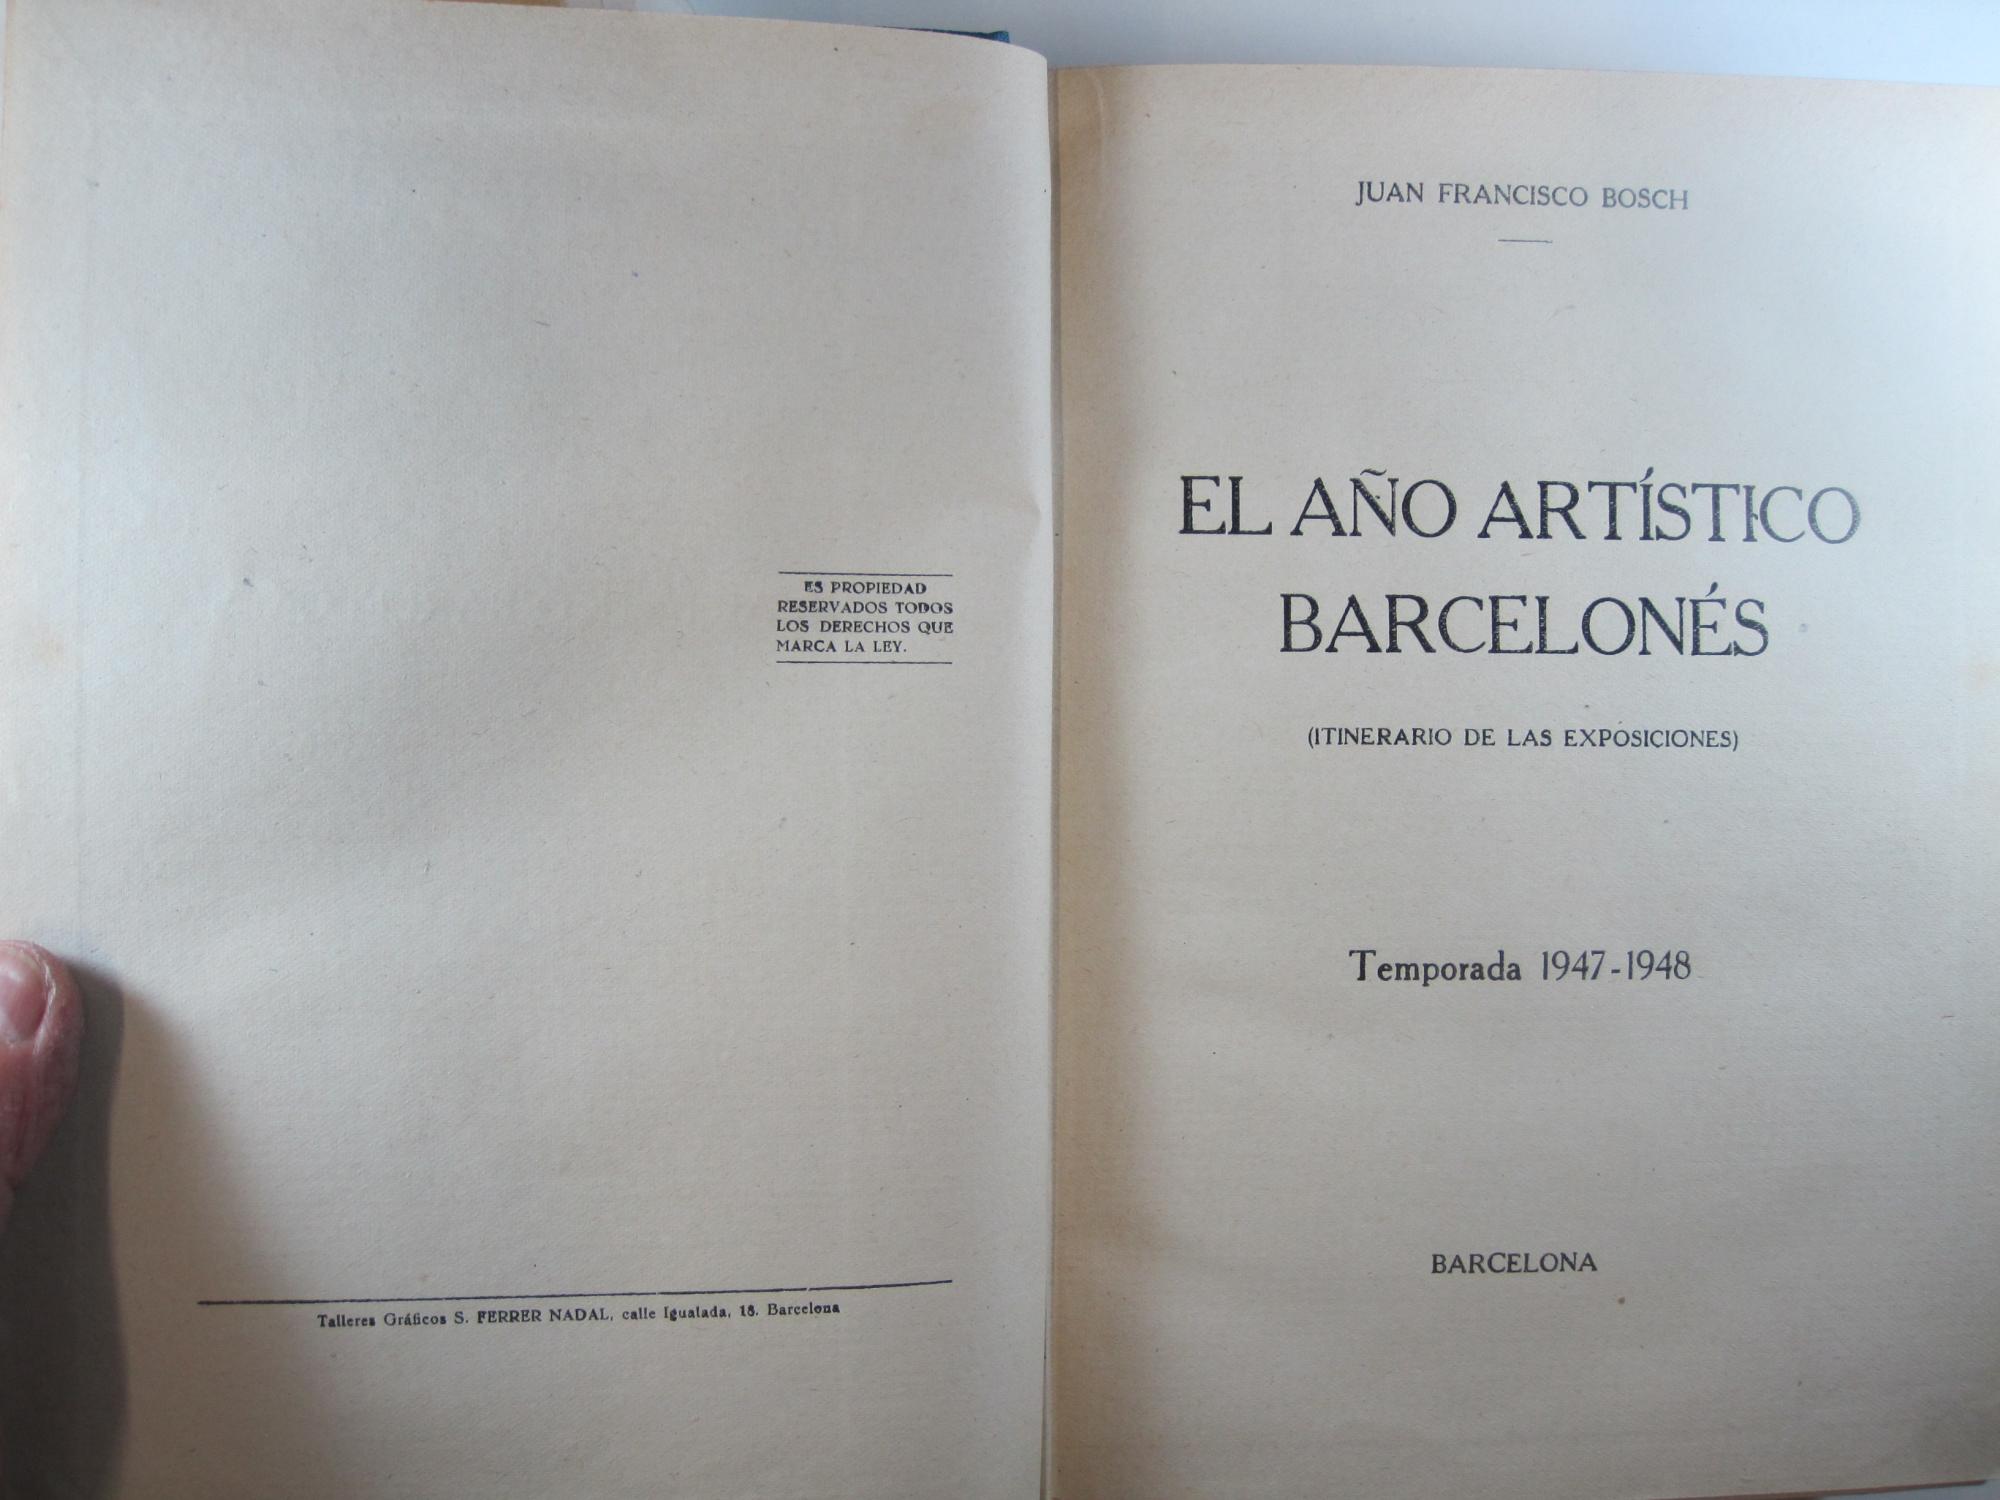 ES PROPIEDAD
RESERVADOS TODOS
LOS DERECHOS QUE
MARCA LA LEY.
Talleres Gráficos S. FERRER NADAL, calle Igualada, 18. Barcelona
JUAN FRANCISCO BOSCH
EL AÑO ARTÍSTICO
BARCELONÉS
(ITINERARIO DE LAS EXPOSICIONES)
Temporada 1947-1948
BARCELONA